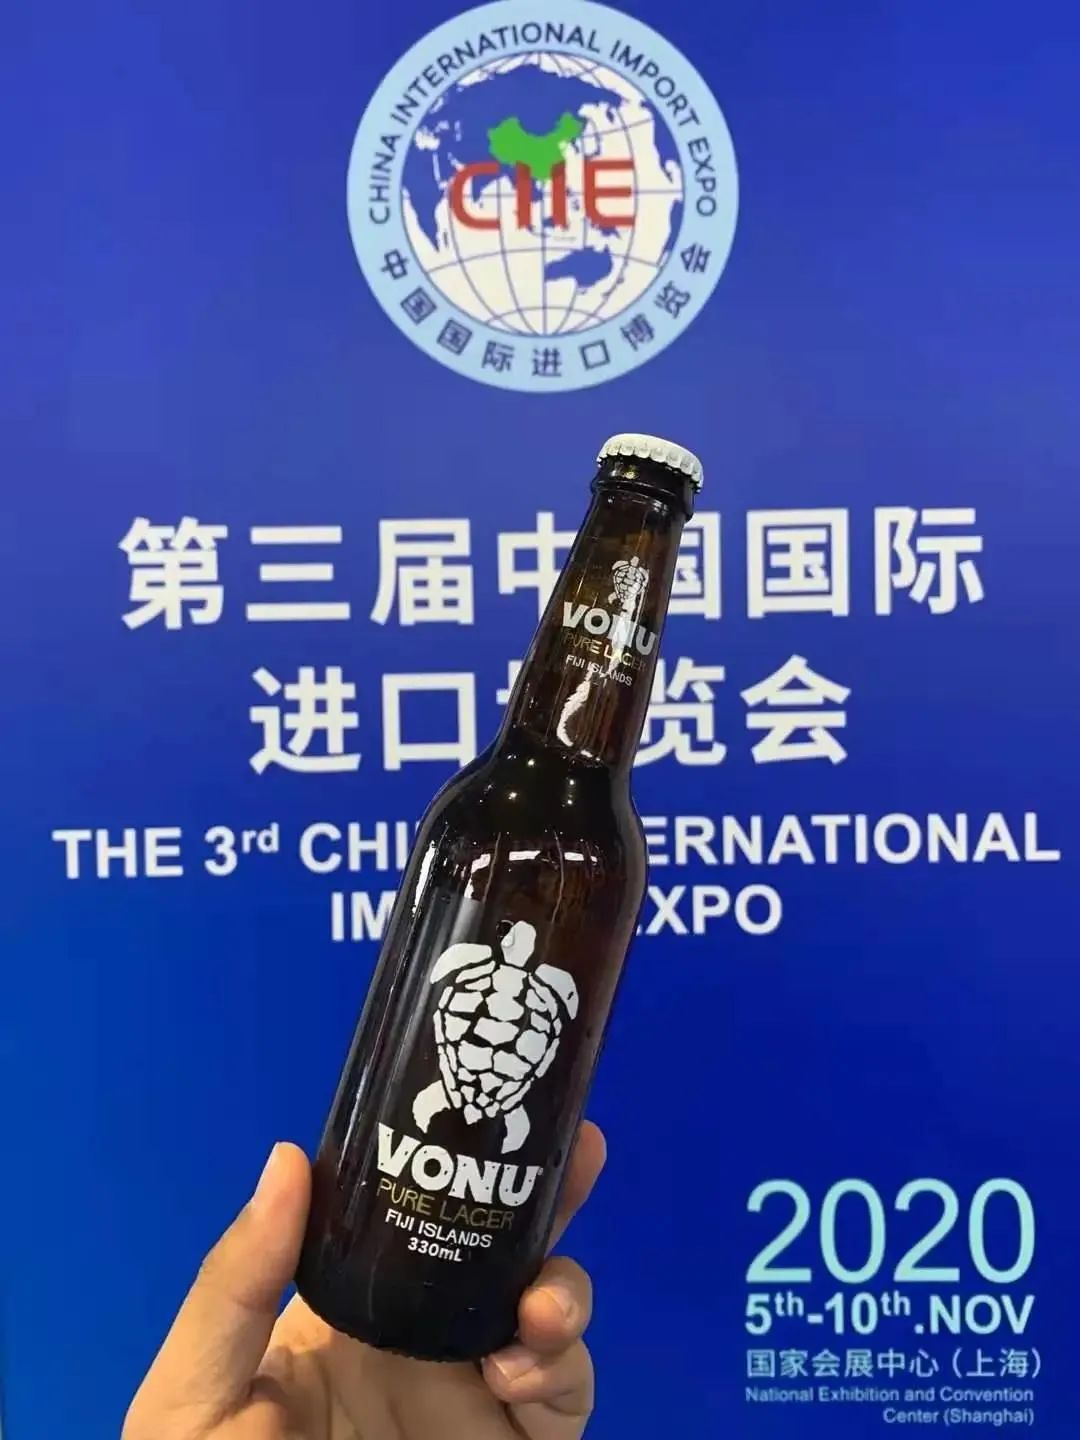 CHINA INTERNATIONAL IMPORT EXPO
CIIE
中国国际进口博览会
第三届中国国际
进口 览会
THE 3rd INTERNATIONAL
EXPO
VONU
PURE LAGER
FIJI ISLANDS
VONU
PURE LAGER
FIJI ISLANDS
330mL
2020
5th-10th.NOV
国家会展中心（上海）
National Exhibition and Convention
Center (Shanghai)